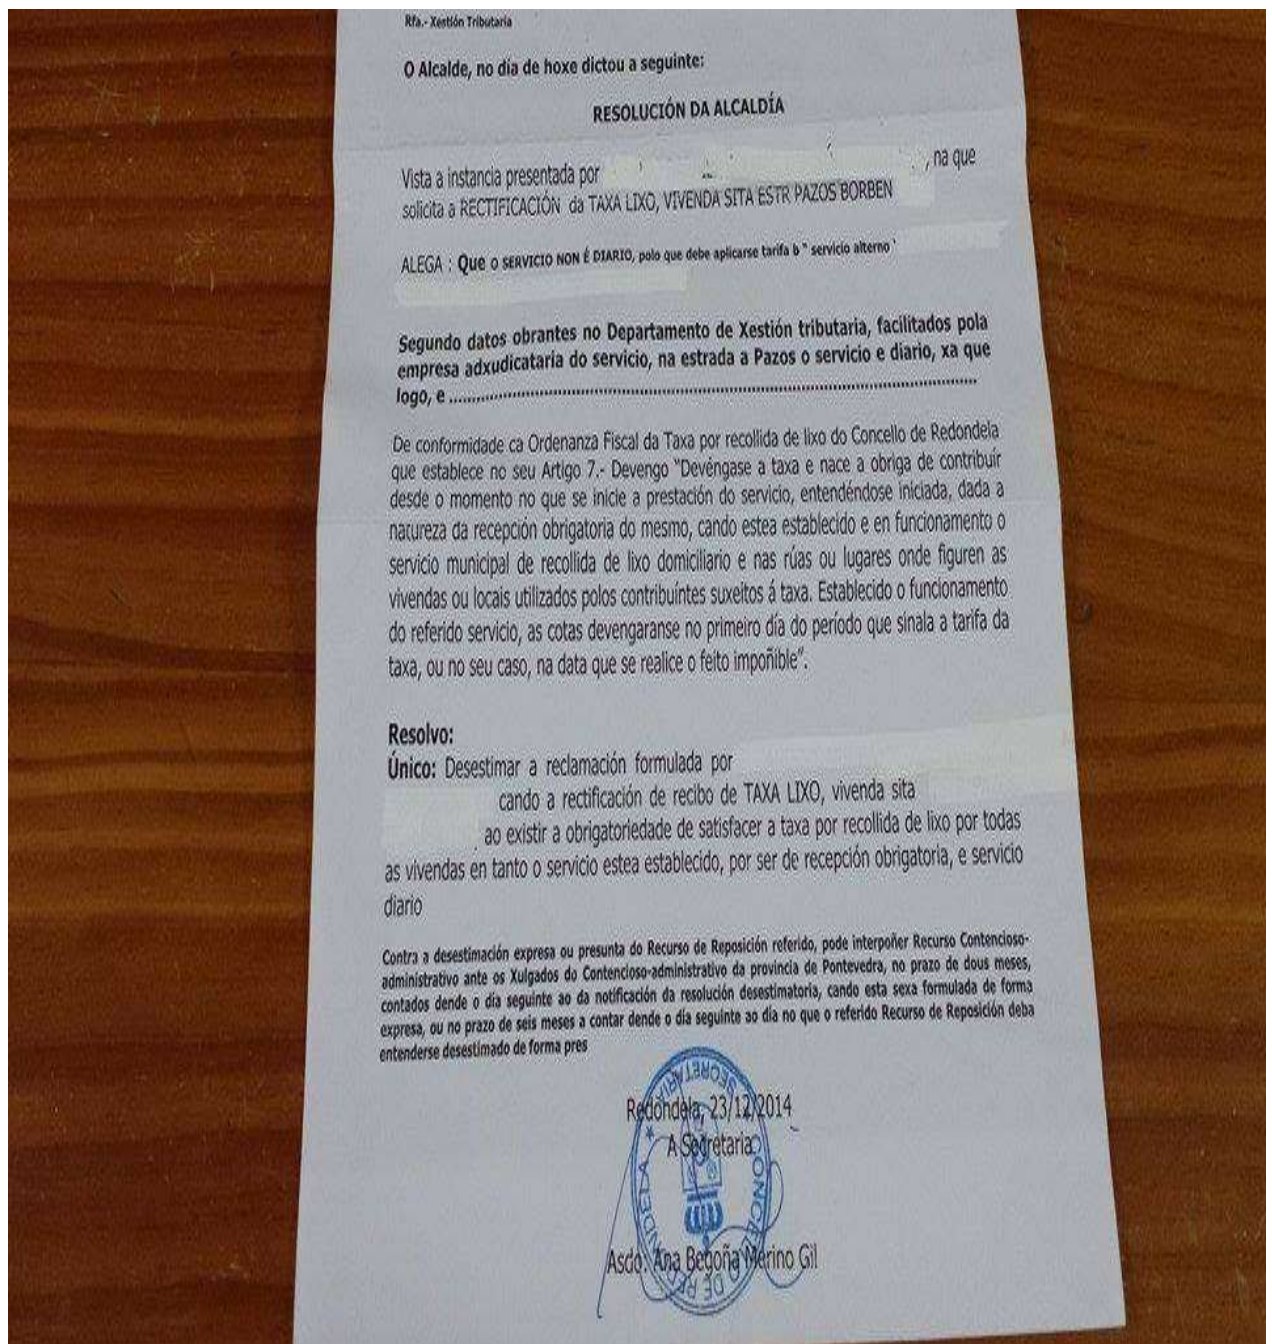 Rfa.- Xestión Tributaria
O Alcalde, no día de hoxe dictou a seguinte:
RESOLUCIÓN DA ALCALDÍA
Vista a instancia presentada por , na que
solicita a RECTIFICACIÓN da TAXA LIXO, VIVENDA SITA ESTR PAZOS BORBEN
ALEGA : Que o SERVICIO NON É DIARIO, polo que debe aplicarse tarifa b " servicio alterno '
Segundo datos obrantes no Departamento de Xestión tributaria, facilitados pola
empresa adxudicataria do servicio, na estrada a Pazos o servicio e diario, xa que
logo, e ........................................................................................................
De conformidade ca Ordenanza Fiscal da Taxa por recollida de lixo do Concello de Redondela
que establece no seu Artigo 7.- Devengo "Devéngase a taxa e nace a obriga de contribuír
desde o momento no que se inicie a prestación do servicio, entendéndose iniciada, dada a
natureza da recepción obrigatoria do mesmo, cando estea establecido e en funcionamento o
servicio municipal de recollida de lixo domiciliario e nas rúas ou lugares onde figuren as
vivendas ou locais utilizados polos contribuíntes suxeitos á taxa. Establecido o funcionamento
do referido servicio, as cotas devengaranse no primeiro día do período que sinala a tarifa da
taxa, ou no seu caso, na data que se realice o feito impoñible".
Resolvo:
Único: Desestimar a reclamación formulada por
cando a rectificación de recibo de TAXA LIXO, vivenda sita
ao existir a obrigatoriedade de satisfacer a taxa por recollida de lixo por todas
as vivendas en tanto o servicio estea establecido, por ser de recepción obrigatoria, e servicio
diario
Contra a desestimación expresa ou presunta do Recurso de Reposición referido, pode interpoñer Recurso Contencioso-
administrativo ante os Xulgados do Contencioso-administrativo da provincia de Pontevedra, no prazo de dous meses,
contados dende o día seguinte ao da notificación da resolución desestimatoria, cando esta sexa formulada de forma
expresa, ou no prazo de seis meses a contar dende o día seguinte ao día no que o referido Recurso de Reposición deba
entenderse desestimado de forma pres
Redondela, 23/12/2014
A Secretaria
Asdo: Ana Begoña Merino Gil
SECRETARIA
CONCELLO DE REDONDELA